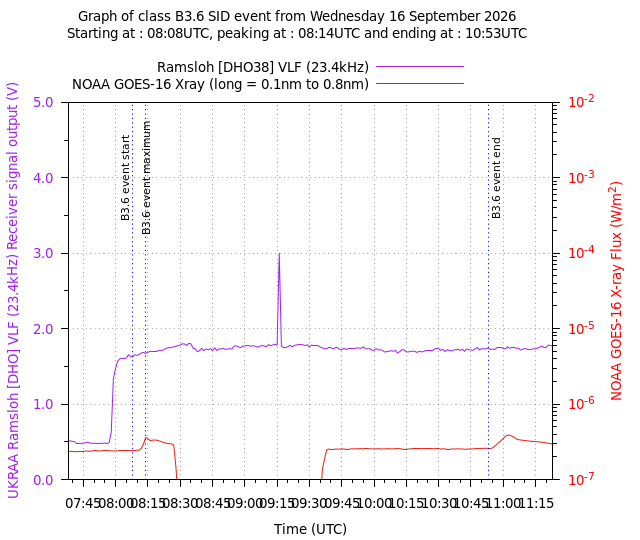 Graph of class B3.6 SID event from Wednesday 16 September 2026
Starting at : 08:08UTC, peaking at : 08:14UTC and ending at : 10:53UTC
Ramsloh [DHO38] VLF (23.4kHz)
NOAA GOES-16 Xray (long = 0.1nm to 0.8nm)
UKRAA Ramsloh [DHO] VLF (23.4kHz) Receiver signal output (V)
5.0
4.0
3.0
2.0
1.0
0.0
B3.6 event start
B3.6 event maximum
B3.6 event end
10-2
10-3
10-4
10-5
10-6
10-7
NOAA GOES-16 X-ray Flux (W/m²)
07:45 08:00 08:15 08:30 08:45 09:00 09:15 09:30 09:45 10:00 10:15 10:30 10:45 11:00 11:15
Time (UTC)